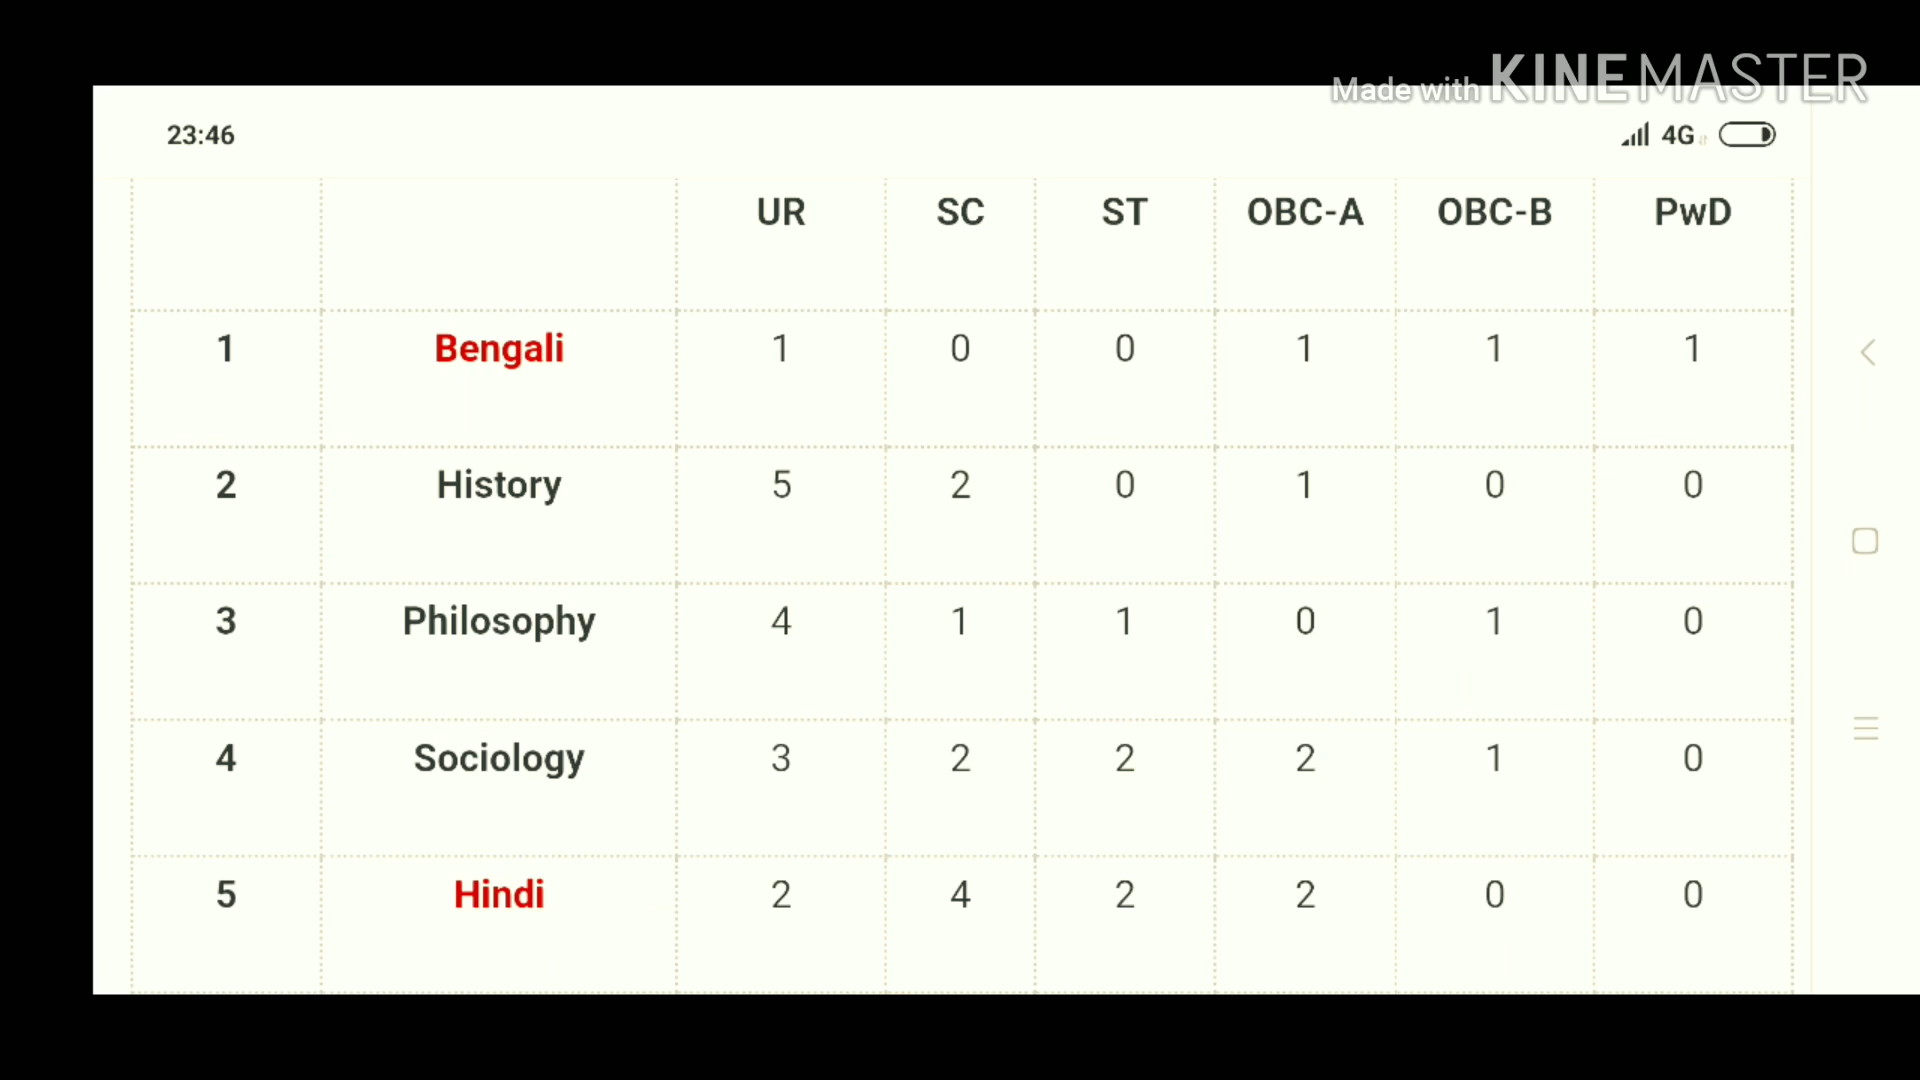 Made with KINEMASTER
23:46 4G
UR SC ST OBC-A OBC-B PwD
1 Bengali 1 0 0 1 1 1
2 History 5 2 0 1 0 0
3 Philosophy 4 1 1 0 1 0
4 Sociology 3 2 2 2 1 0
5 Hindi 2 4 2 2 0 0